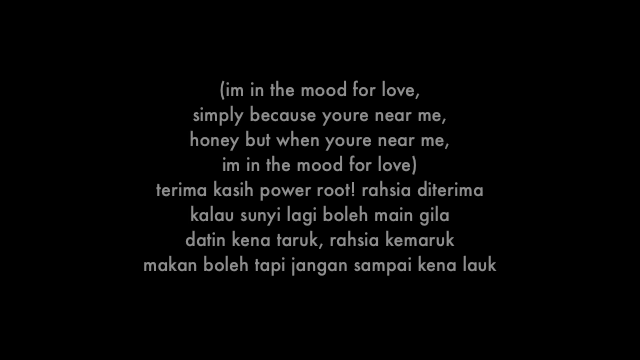 (im in the mood for love,
simply because youre near me,
honey but when youre near me,
im in the mood for love)
terima kasih power root! rahsia diterima
kalau sunyi lagi boleh main gila
datin kena taruk, rahsia kemaruk
makan boleh tapi jangan sampai kena lauk